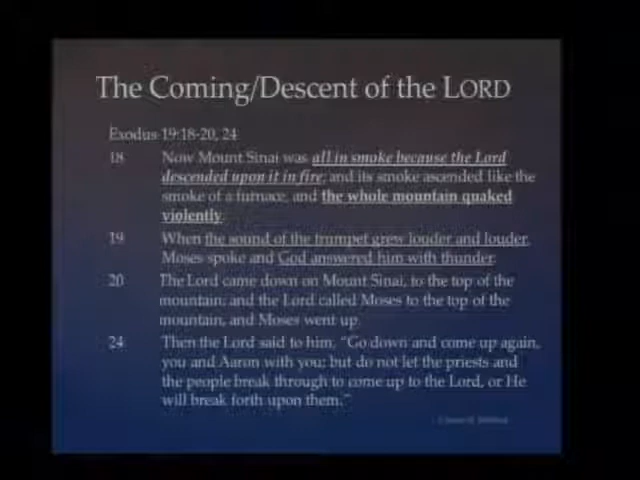 The Coming/Descent of the LORD
Exodus 19:18-20, 24
18 Now Mount Sinai was all in smoke because the Lord
descended upon it in fire; and its smoke ascended like the
smoke of a furnace, and the whole mountain quaked
violently.
19 When the sound of the trumpet grew louder and louder,
Moses spoke and God answered him with thunder.
20 The Lord came down on Mount Sinai, to the top of the
mountain; and the Lord called Moses to the top of the
mountain, and Moses went up.
24 Then the Lord said to him, "Go down and come up again,
you and Aaron with you; but do not let the priests and
the people break through to come up to the Lord, or He
will break forth upon them."